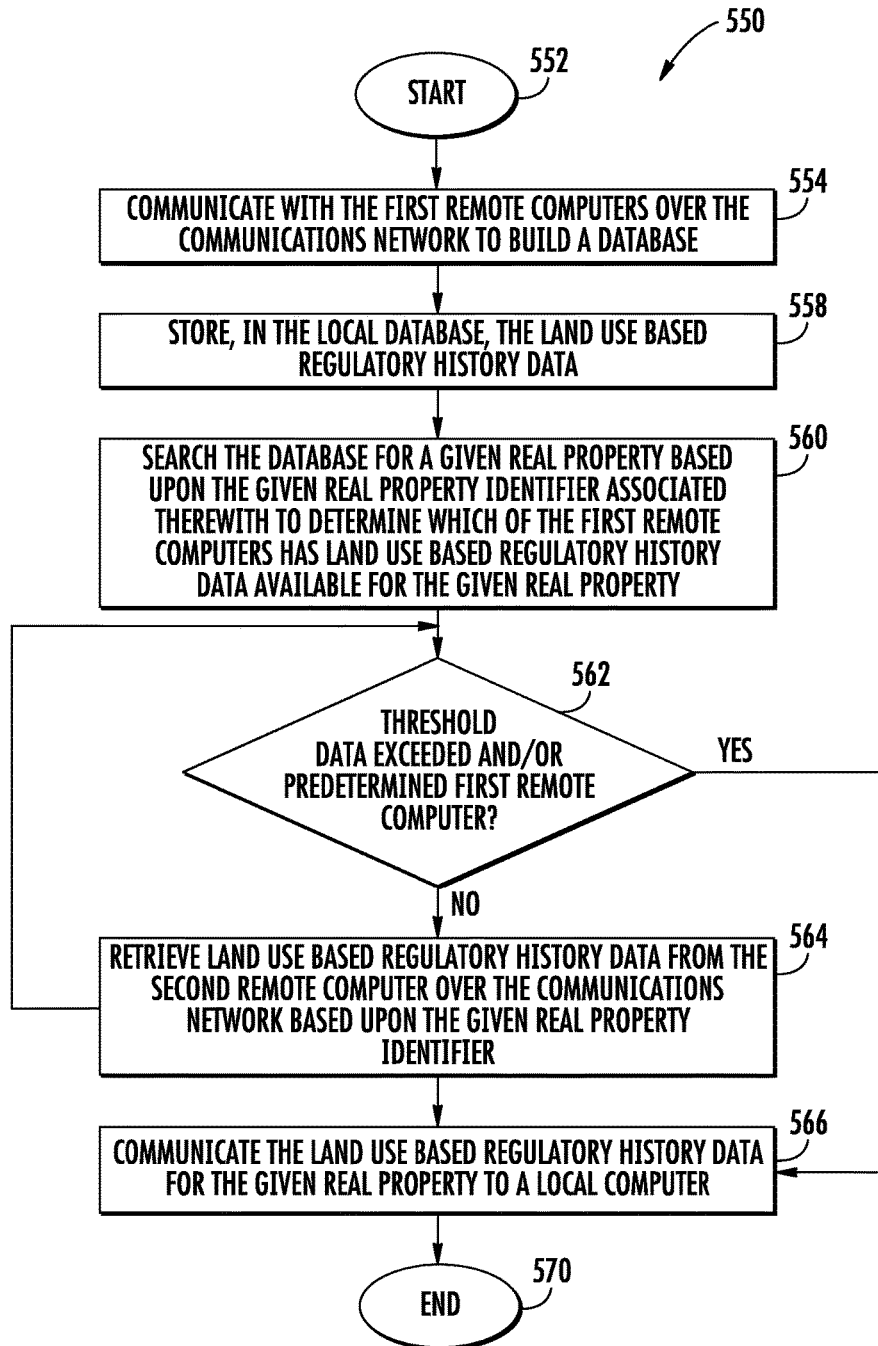 550
552
START
554
COMMUNICATE WITH THE FIRST REMOTE COMPUTERS OVER THE
COMMUNICATIONS NETWORK TO BUILD A DATABASE
558
STORE, IN THE LOCAL DATABASE, THE LAND USE BASED
REGULATORY HISTORY DATA
560
SEARCH THE DATABASE FOR A GIVEN REAL PROPERTY BASED
UPON THE GIVEN REAL PROPERTY IDENTIFIER ASSOCIATED
THEREWITH TO DETERMINE WHICH OF THE FIRST REMOTE
COMPUTERS HAS LAND USE BASED REGULATORY HISTORY
DATA AVAILABLE FOR THE GIVEN REAL PROPERTY
562
THRESHOLD
DATA EXCEEDED AND/OR
PREDETERMINED FIRST REMOTE
COMPUTER?
YES
NO
564
RETRIEVE LAND USE BASED REGULATORY HISTORY DATA FROM THE
SECOND REMOTE COMPUTER OVER THE COMMUNICATIONS
NETWORK BASED UPON THE GIVEN REAL PROPERTY
IDENTIFIER
566
COMMUNICATE THE LAND USE BASED REGULATORY HISTORY DATA
FOR THE GIVEN REAL PROPERTY TO A LOCAL COMPUTER
END
570